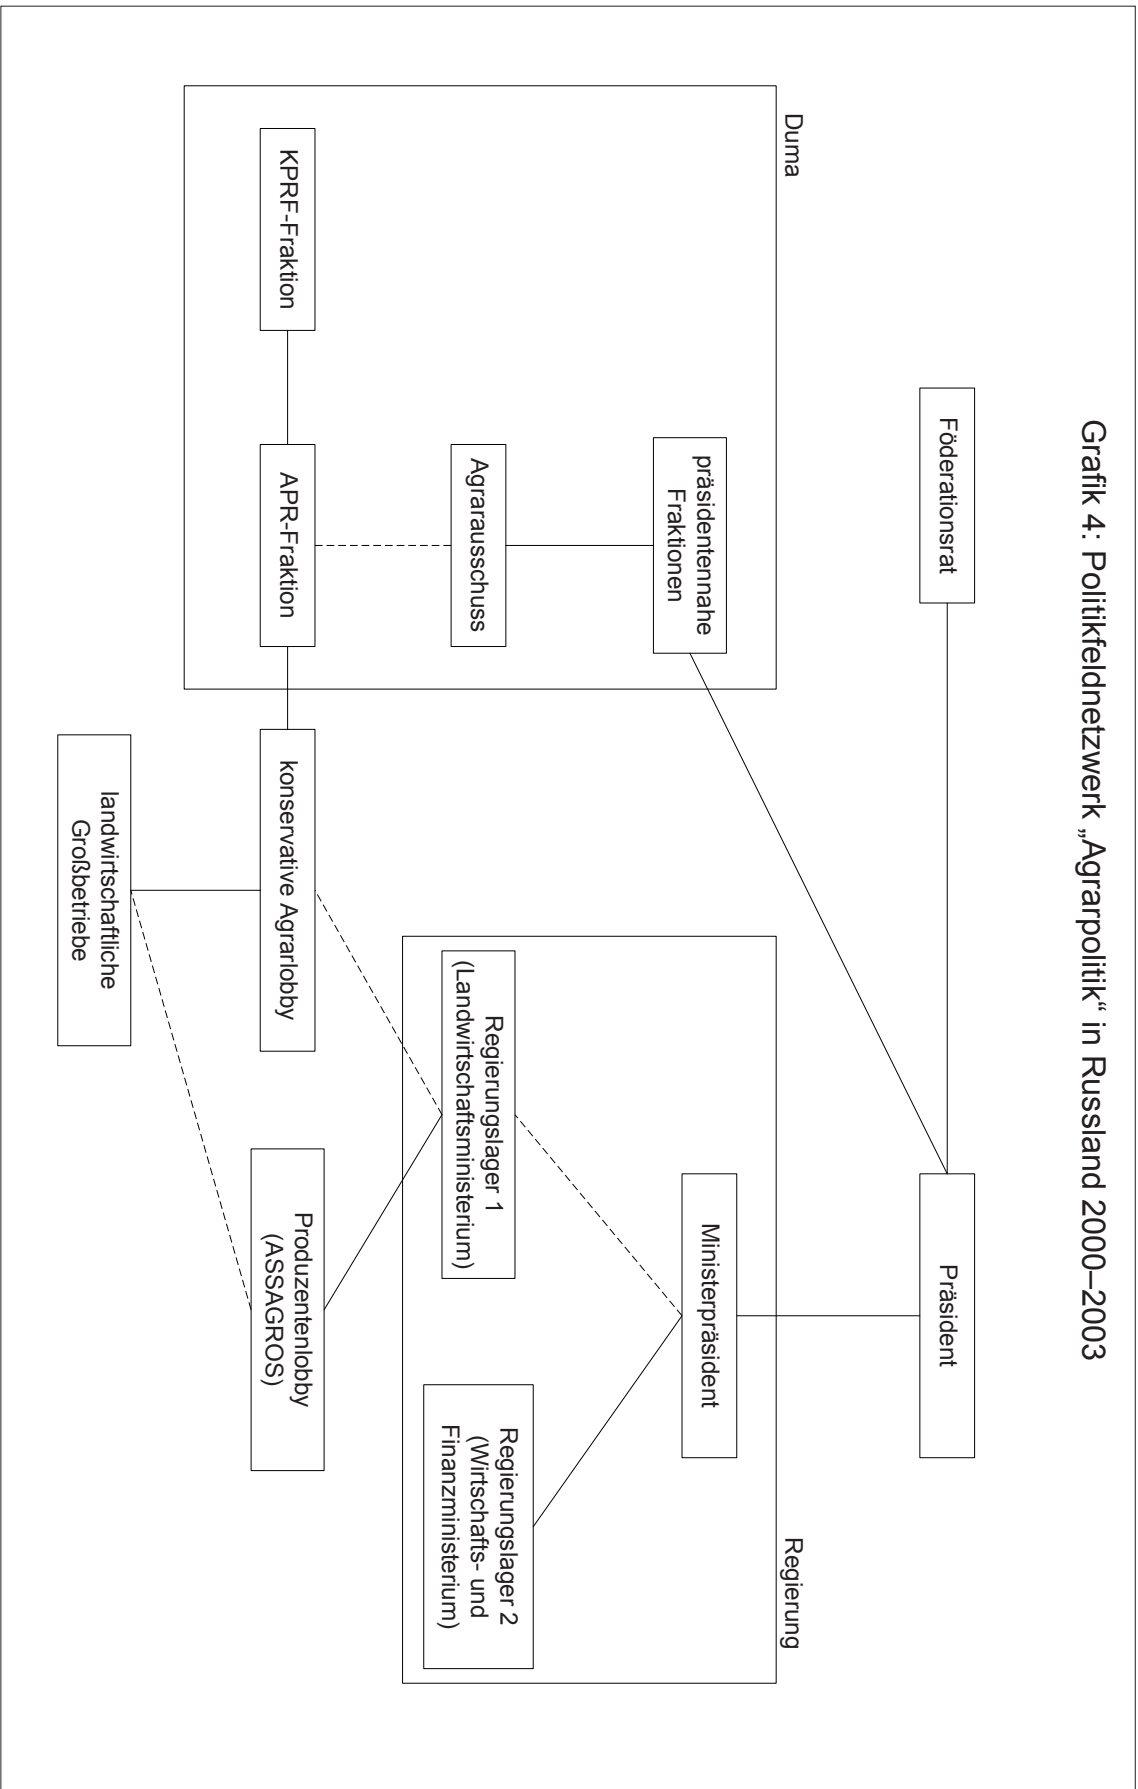 Grafik 4: Politikfeldnetzwerk „Agrarpolitik“ in Russland 2000–2003
Föderationsrat
Präsident
Duma
Regierung
präsidentennahe
Fraktionen
Ministerpräsident
Agrarausschuss
Regierungslager 1
(Landwirtschaftsministerium)
Regierungslager 2
(Wirtschafts- und
Finanzministerium)
KPRF-Fraktion
APR-Fraktion
konservative Agrarlobby
Produzentenlobby
(ASSAGROS)
landwirtschaftliche
Großbetriebe